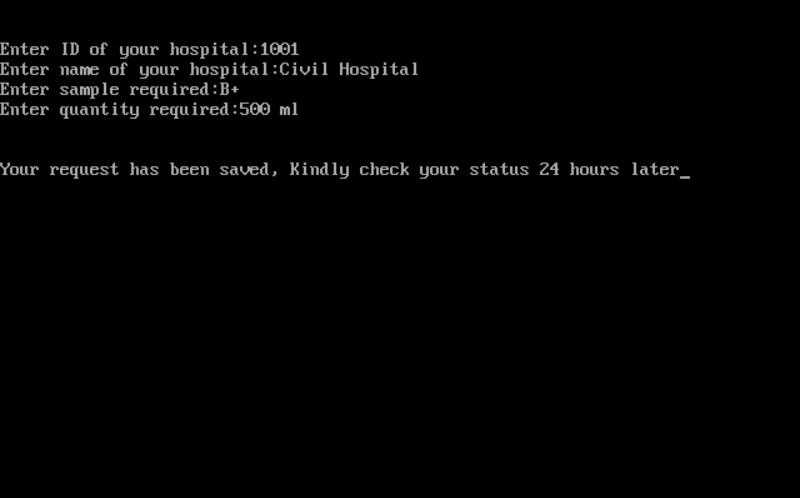 Enter ID of your hospital:1001
Enter name of your hospital:Civil Hospital
Enter sample required:B+
Enter quantity required:500 ml
Your request has been saved, Kindly check your status 24 hours later_